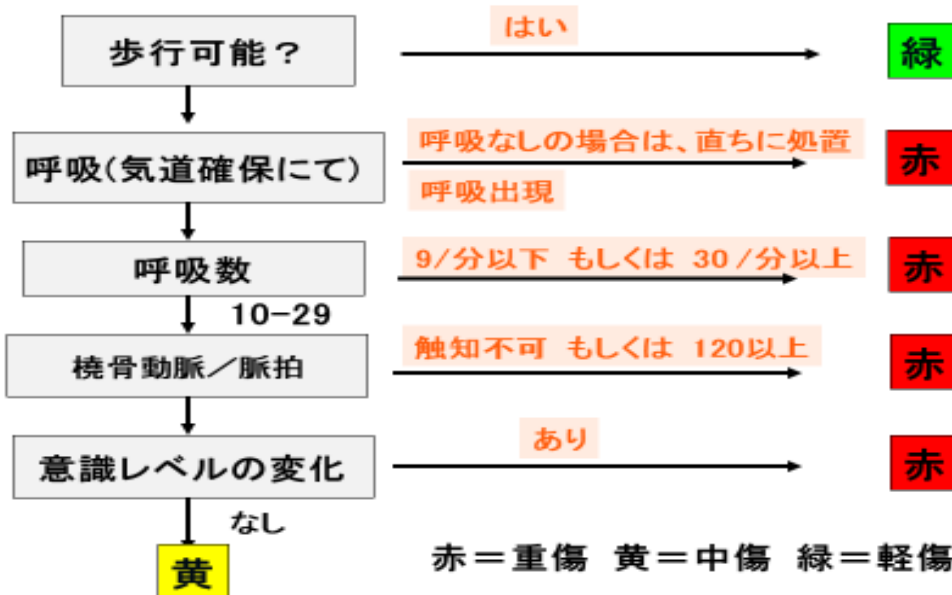 歩行可能？
はい
緑
呼吸(気道確保にて)
呼吸なしの場合は、直ちに処置
呼吸出現
赤
呼吸数
9/分以下 もしくは 30/分以上
赤
10-29
橈骨動脈／脈拍
触知不可 もしくは 120以上
赤
意識レベルの変化
あり
赤
なし
黄
赤＝重傷 黄＝中傷 緑＝軽傷